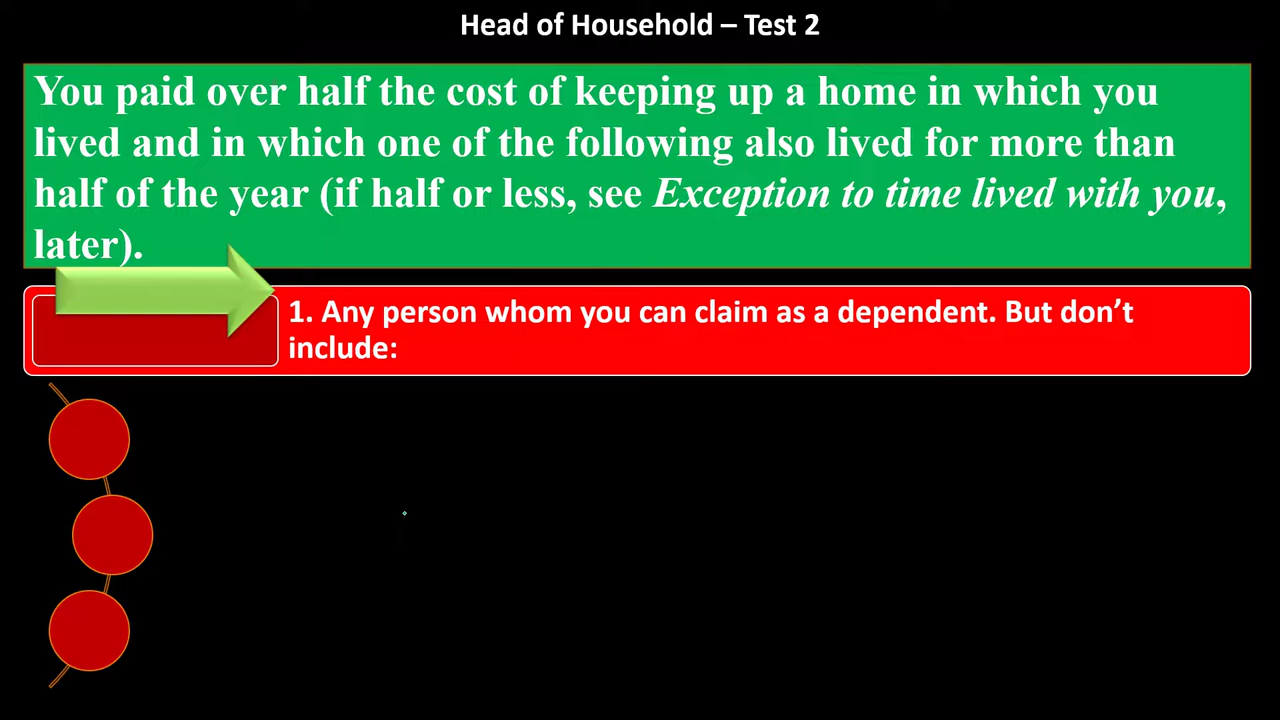 Head of Household – Test 2
You paid over half the cost of keeping up a home in which you
lived and in which one of the following also lived for more than
half of the year (if half or less, see Exception to time lived with you,
later).
1. Any person whom you can claim as a dependent. But don’t
include: